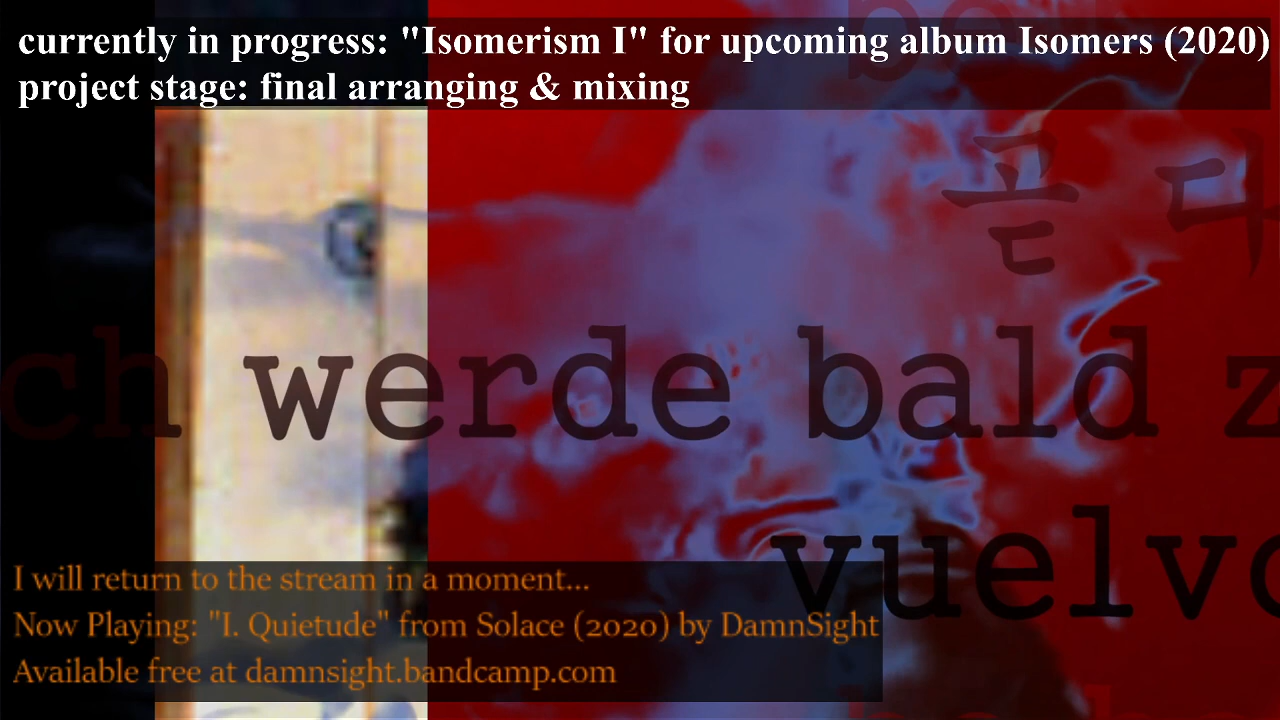 currently in progress: "Isomerism I" for upcoming album Isomers (2020)
project stage: final arranging & mixing
곧 다
ch werde bald z
vuelvo
I will return to the stream in a moment...
Now Playing: "I. Quietude" from Solace (2020) by DamnSight
Available free at damnsight.bandcamp.com